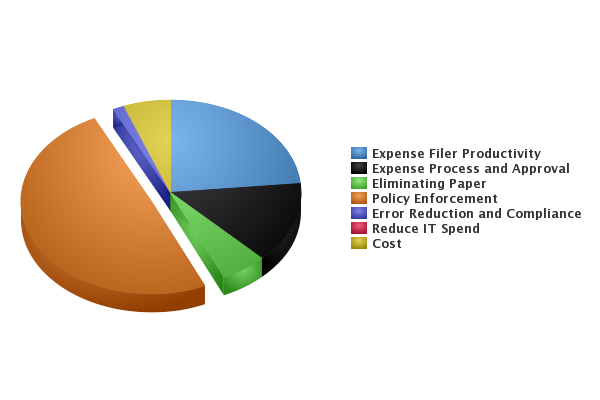 Expense Filer Productivity
Expense Process and Approval
Eliminating Paper
Policy Enforcement
Error Reduction and Compliance
Reduce IT Spend
Cost